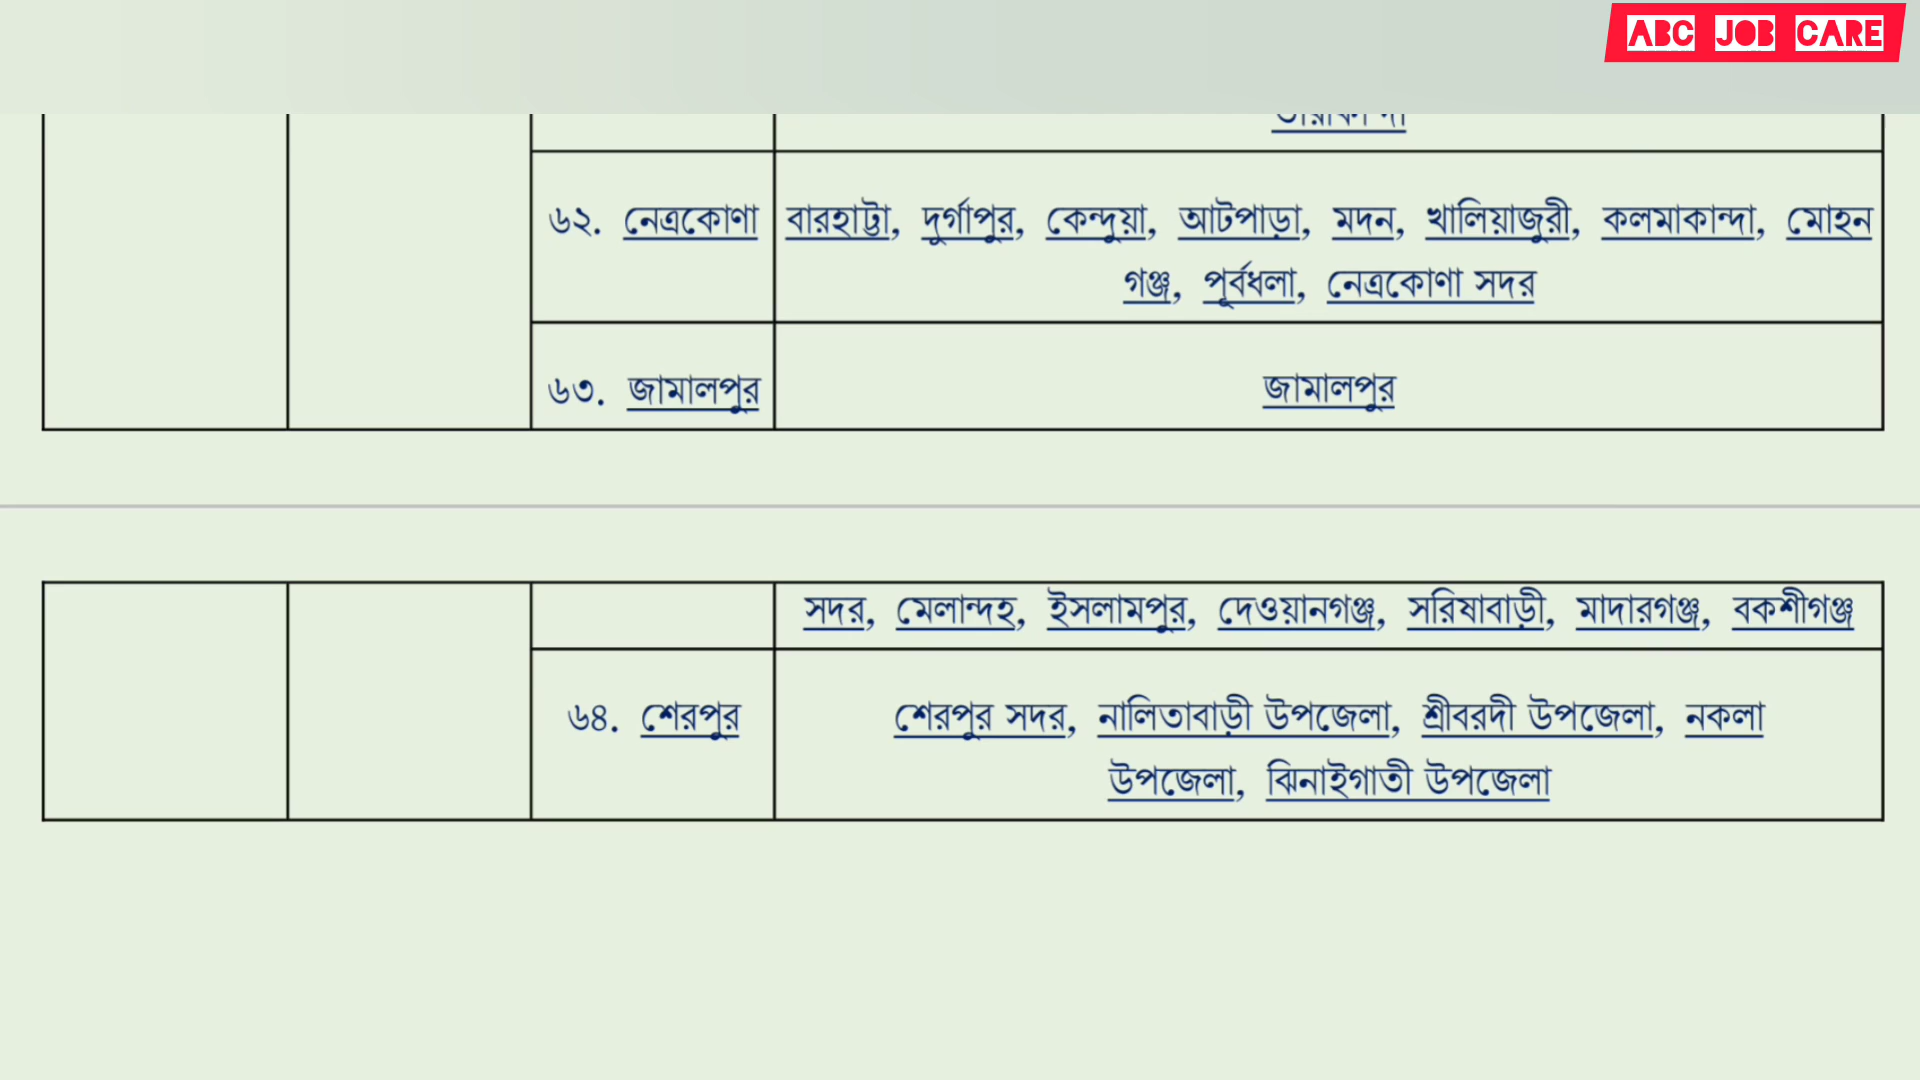 ABC JOB CARE
৬২. নেত্রকোণা
বারহাট্টা, দুর্গাপুর, কেন্দুয়া, আটপাড়া, মদন, খালিয়াজুরী, কলমাকান্দা, মোহন
গঞ্জ, পূর্বধলা, নেত্রকোণা সদর
৬৩. জামালপুর
জামালপুর
সদর, মেলান্দহ, ইসলামপুর, দেওয়ানগঞ্জ, সরিষাবাড়ী, মাদারগঞ্জ, বকশীগঞ্জ
৬৪. শেরপুর
শেরপুর সদর, নালিতাবাড়ী উপজেলা, শ্রীবরদী উপজেলা, নকলা
উপজেলা, ঝিনাইগাতী উপজেলা